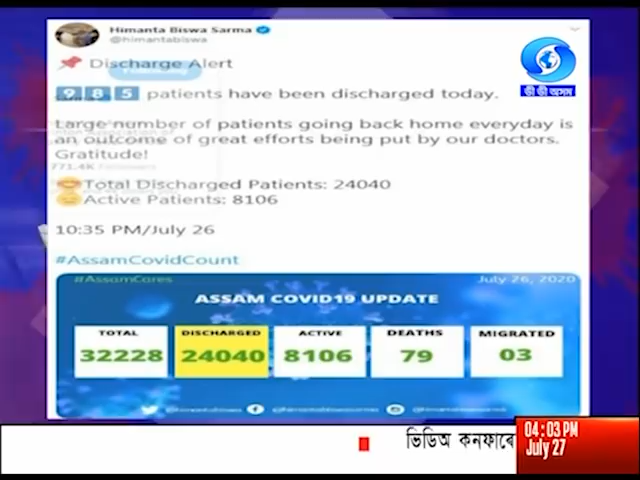 Himanta Biswa Sarma
@himantabiswa
Discharge Alert
985 patients have been discharged today.
Large number of patients going back home everyday is
an outcome of great efforts being put by our doctors.
Gratitude!
Total Discharged Patients: 24040
Active Patients: 8106
10:35 PM/July 26
#AssamCovidCount
#AssamCares
July 26, 2020
ASSAM COVID19 UPDATE
TOTAL DISCHARGED ACTIVE DEATHS MIGRATED
32228 24040 8106 79 03
@himantabiswa @himantabiswasarma @himantabiswasarma
ডী ডী অসম
ভিডিঅ' কনফাৰে
04:03 PM
July 27